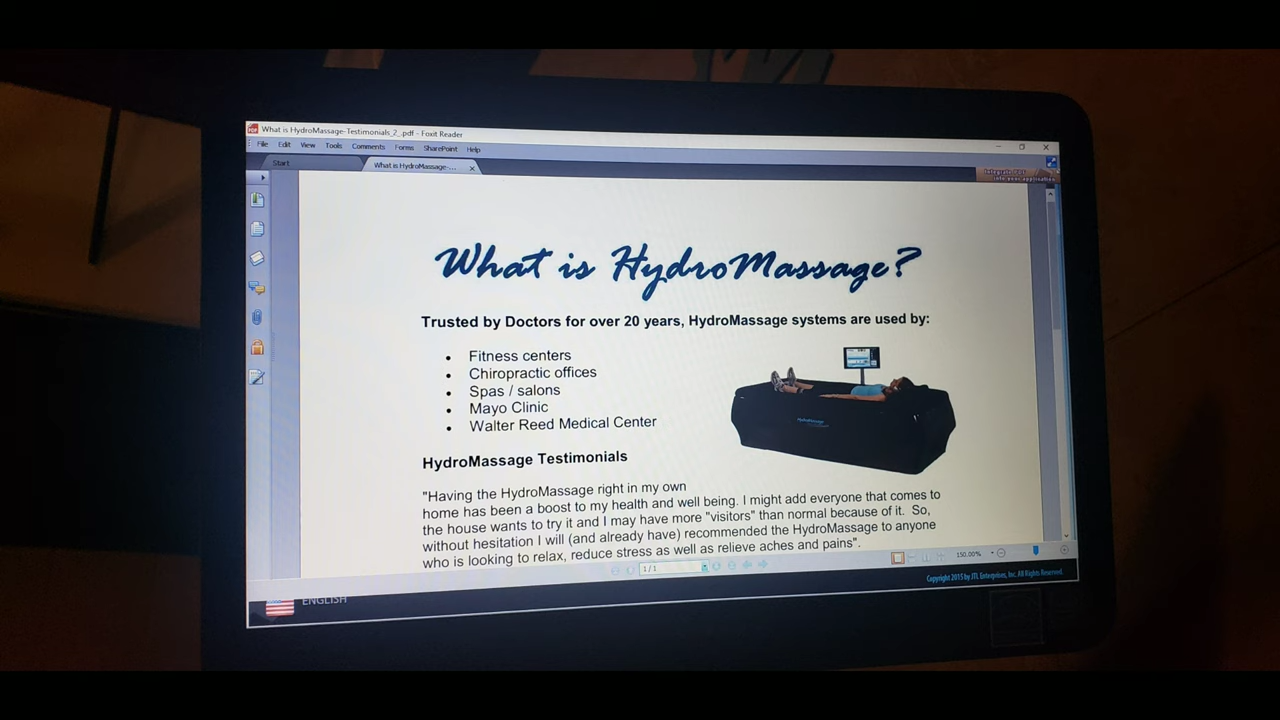 What is HydroMassage-Testimonials_2_.pdf - Foxit Reader
File Edit View Tools Comments Forms SharePoint Help
Start What is HydroMassage-... 
Integrate PDF
into your application
What is HydroMassage?
Trusted by Doctors for over 20 years, HydroMassage systems are used by:
• Fitness centers
• Chiropractic offices
• Spas / salons
• Mayo Clinic
• Walter Reed Medical Center
HydroMassage Testimonials
"Having the HydroMassage right in my own
home has been a boost to my health and well being. I might add everyone that comes to
the house wants to try it and I may have more "visitors" than normal because of it. So,
without hesitation I will (and already have) recommended the HydroMassage to anyone
who is looking to relax, reduce stress as well as relieve aches and pains".
1/1 150.00%
Copyright 2015 by JTL Enterprises, Inc. All Rights Reserved.
ENGLISH